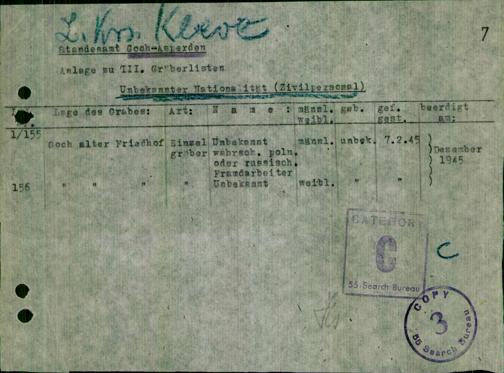 L. Krs. Kleve
7
Standesamt Goch-Asperden
Anlage zu III. Gräberlisten
Unbekannter Nationalität (Zivilpersonal)
Lage des Grabes: Art: N a m e : männl. geb. gef. beerdigt
weibl. gest. am:
1/155
Goch alter Friedhof Einzel Unbekannt männl. unbek. 7.2.45
gräber wahrsch. poln. Dezember
oder russisch. 1945
Fremdarbeiter
156 " " " " Unbekannt weibl. " "
CATEGORY
C
55 Search Bureau
C
COPY
3
55 Search Bureau